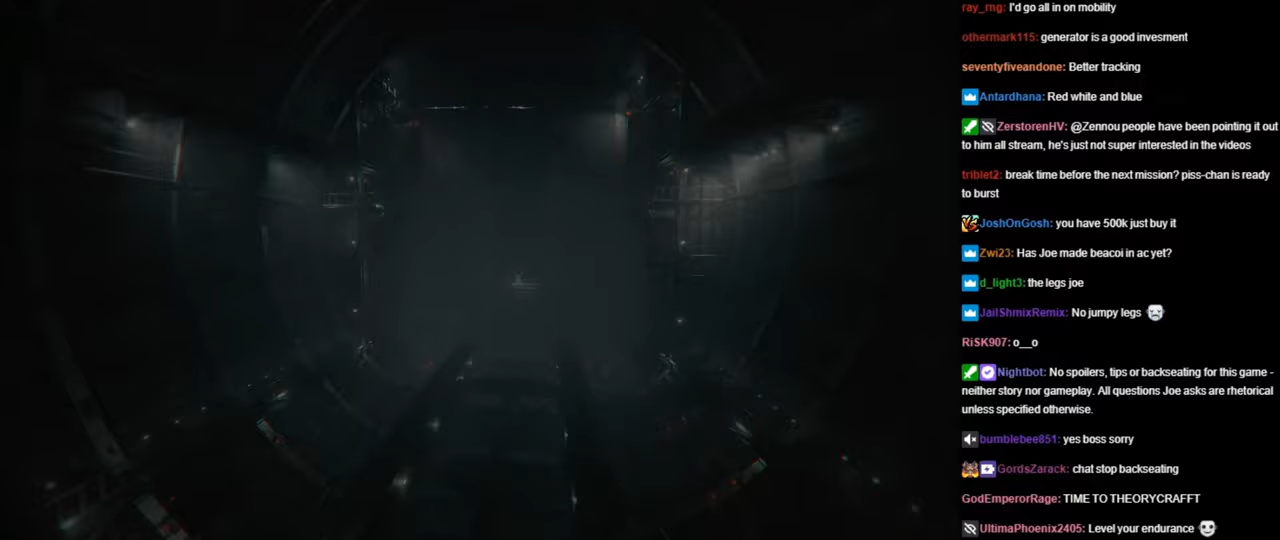 ray_rng: I'd go all in on mobility
othermark115: generator is a good invesment
seventyfiveandone: Better tracking
Antardhana: Red white and blue
ZerstorenHV: @Zennou people have been pointing it out
to him all stream, he's just not super interested in the videos
triblet2: break time before the next mission? piss-chan is ready
to burst
JoshOnGosh: you have 500k just buy it
Zwi23: Has Joe made beacoi in ac yet?
d_light3: the legs joe
JailShmixRemix: No jumpy legs
RiSK907: o__o
Nightbot: No spoilers, tips or backseating for this game -
neither story nor gameplay. All questions Joe asks are rhetorical
unless specified otherwise.
bumblebee851: yes boss sorry
GordsZarack: chat stop backseating
GodEmperorRage: TIME TO THEORYCRAFFT
UltimaPhoenix2405: Level your endurance